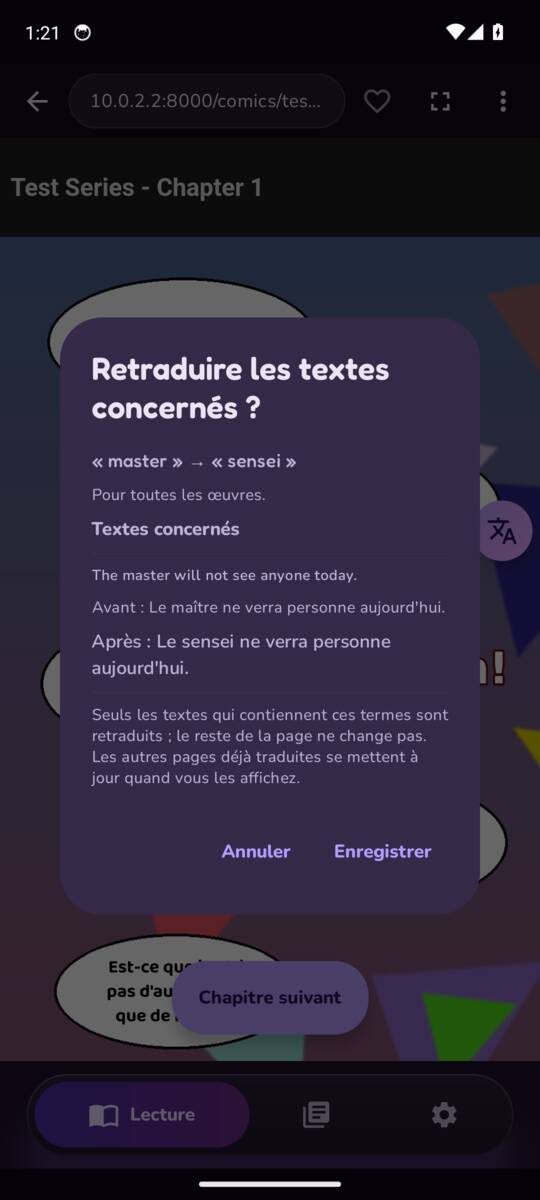 1:21
10.0.2.2:8000/comics/tes...
Test Series - Chapter 1
Retraduire les textes
concernés ?
« master » → « sensei »
Pour toutes les œuvres.
Textes concernés
The master will not see anyone today.
Avant : Le maître ne verra personne aujourd'hui.
Après : Le sensei ne verra personne
aujourd'hui.
Seuls les textes qui contiennent ces termes sont
retraduits ; le reste de la page ne change pas.
Les autres pages déjà traduites se mettent à
jour quand vous les affichez.
Annuler Enregistrer
Est-ce que
pas d'au
que de
Chapitre suivant
Lecture